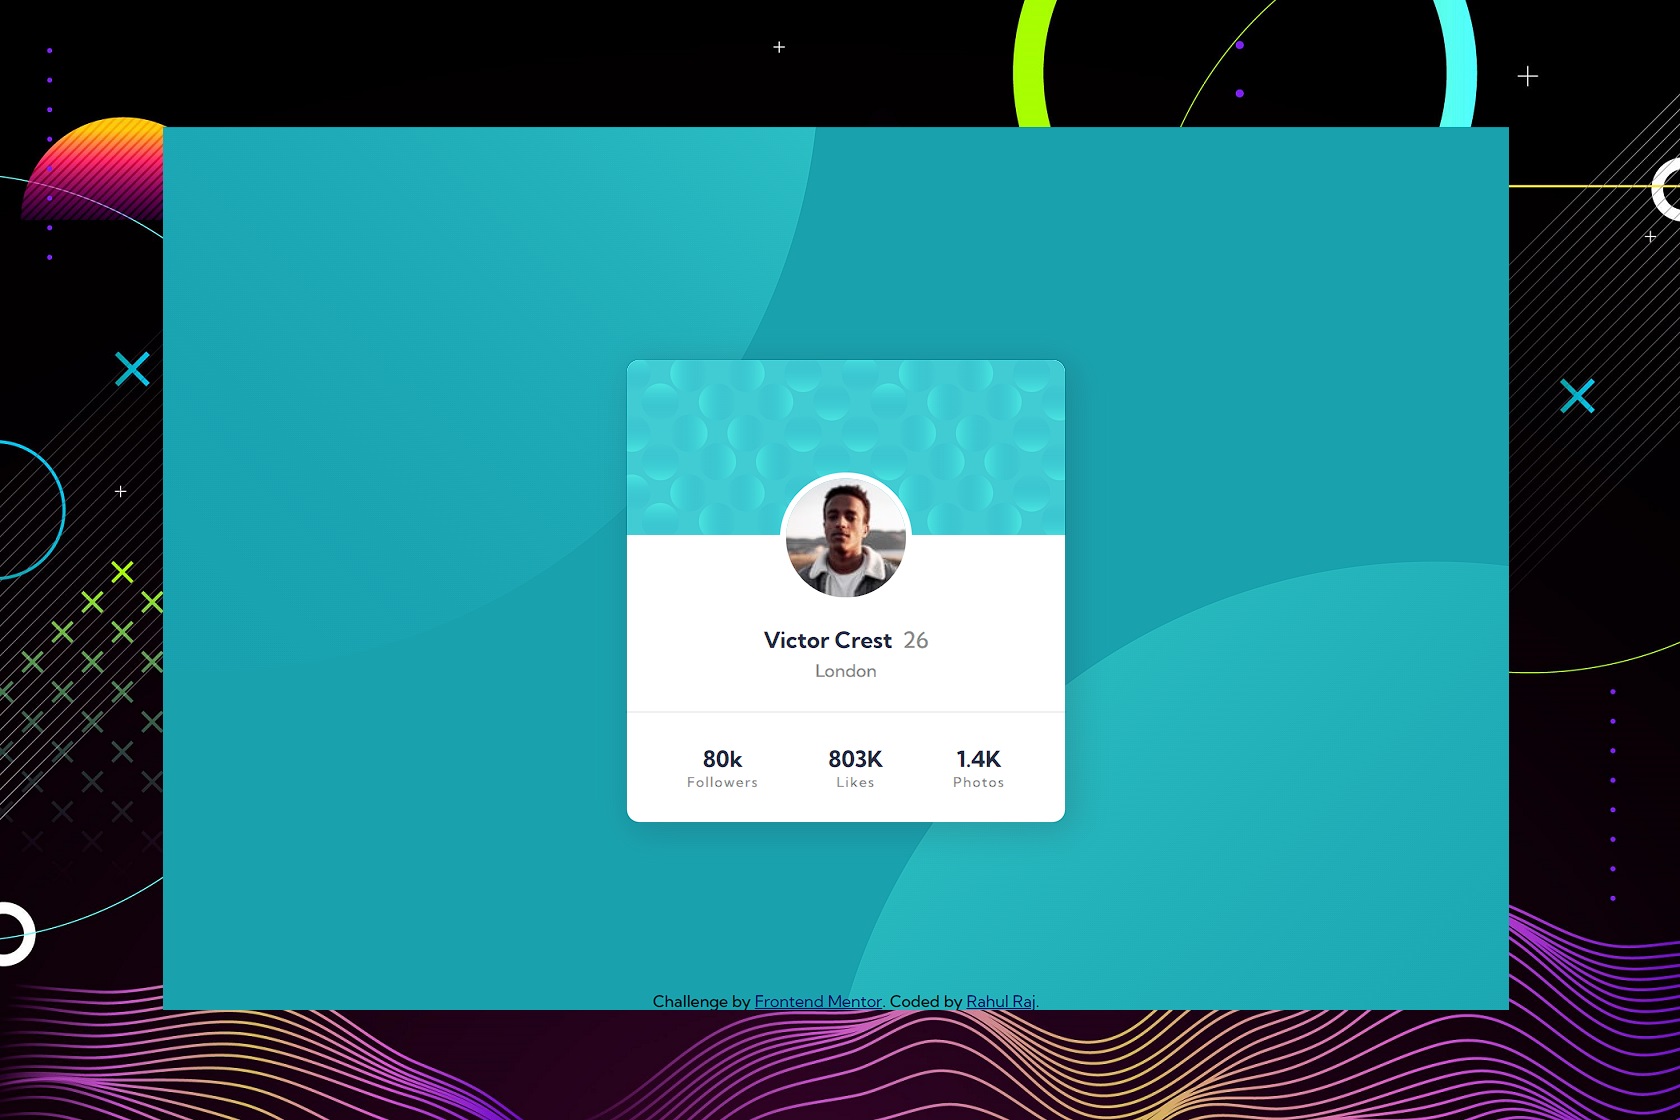 Victor Crest 26
London
80k 803K 1.4K
Followers Likes Photos
Challenge by Frontend Mentor. Coded by Rahul Raj.